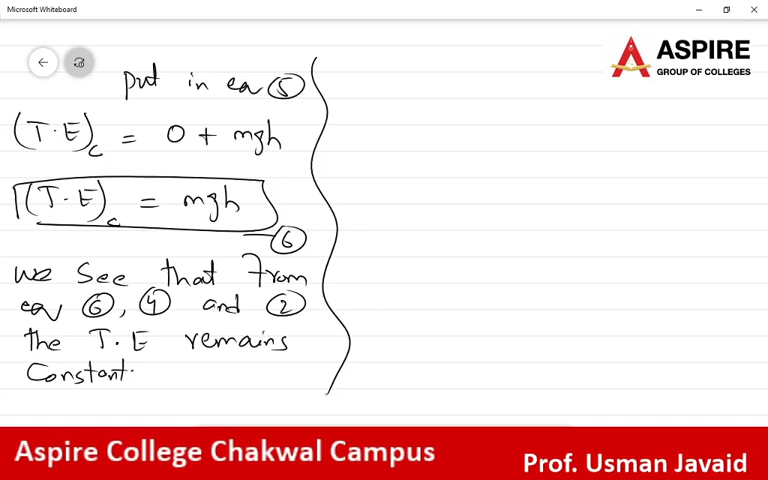 Microsoft Whiteboard
ASPIRE
GROUP OF COLLEGES
put in eq ⑤
(T.E)c = 0 + mgh
(T.E)c = mgh
⑥
we See that From
eq ⑥, ④ and ②
the T.E remains
Constant.
Aspire College Chakwal Campus
Prof. Usman Javaid